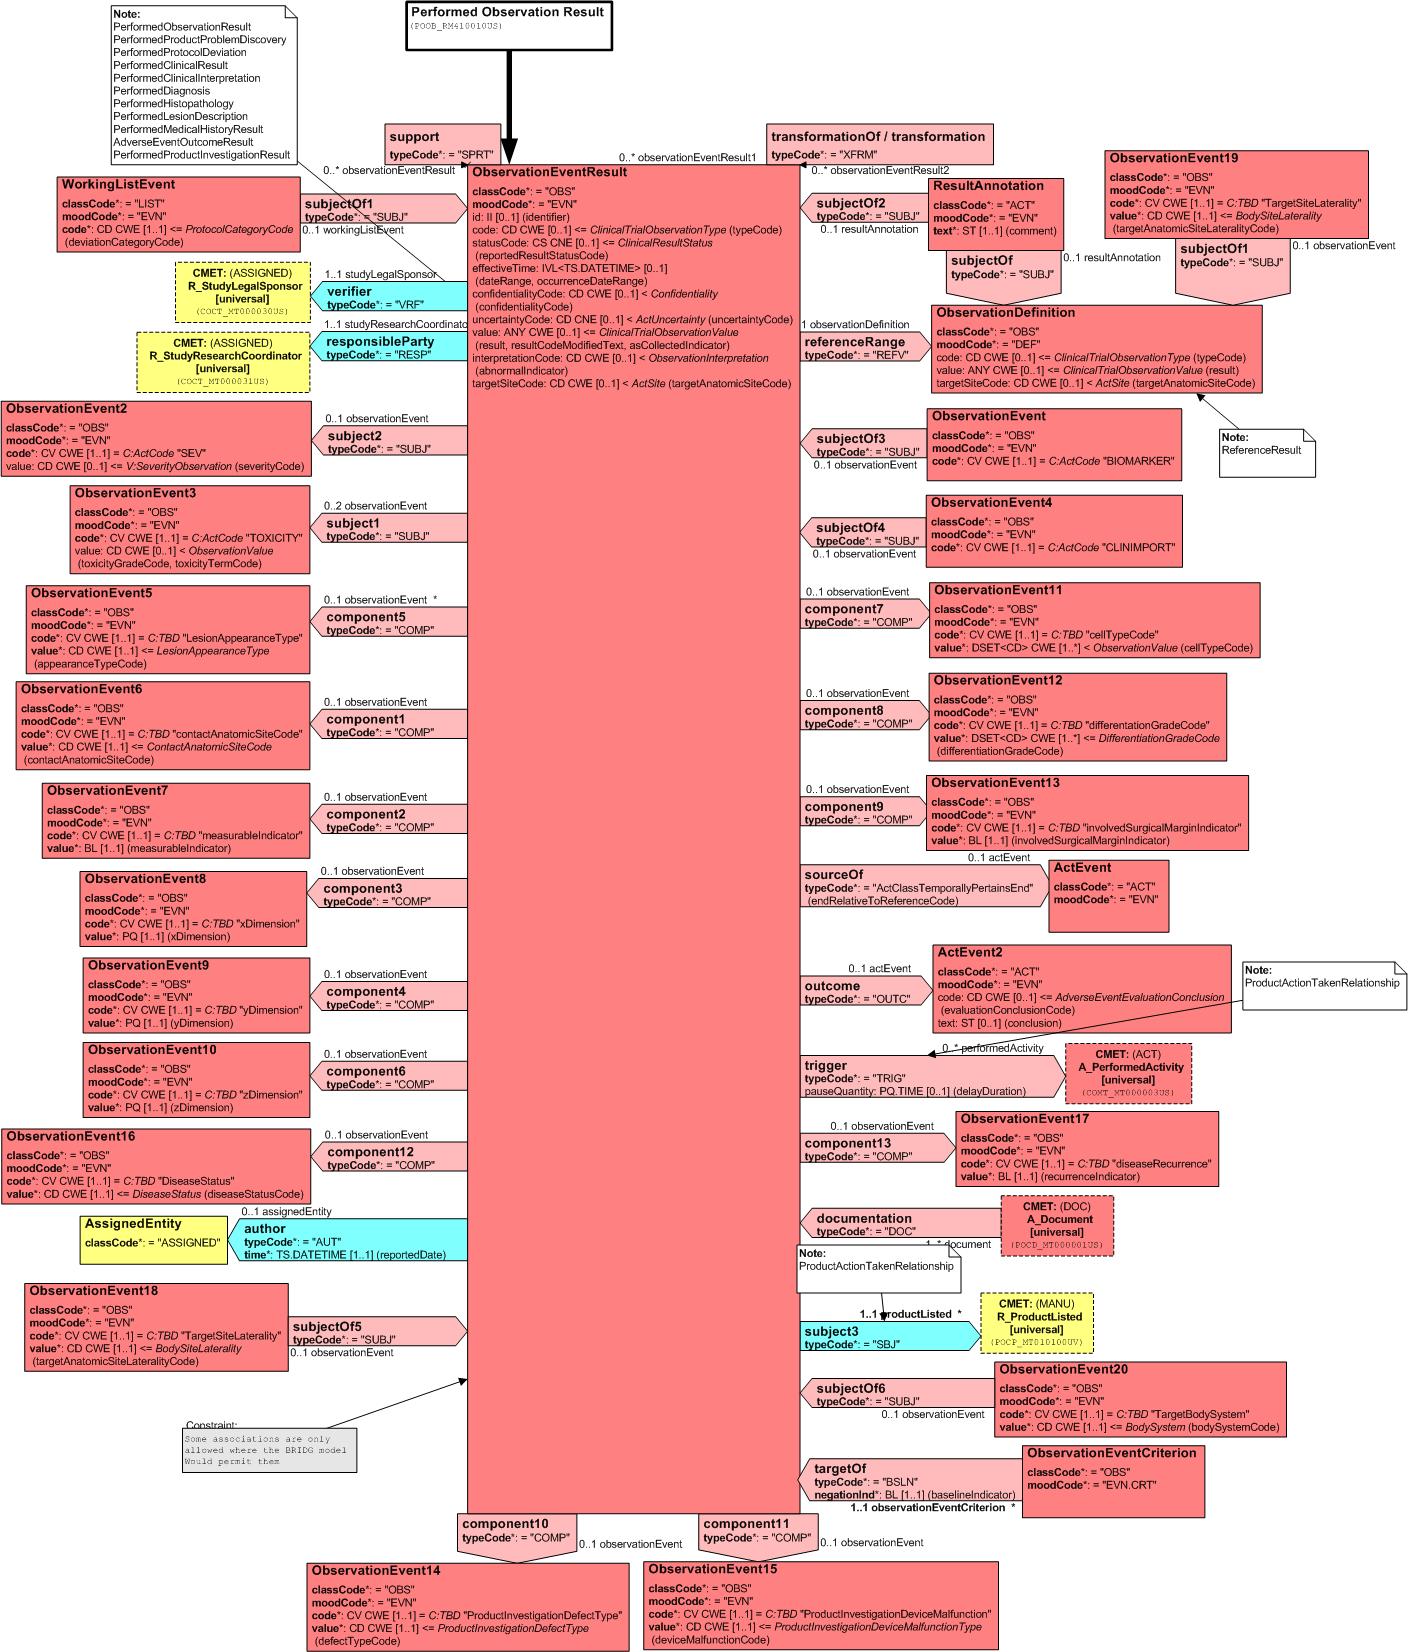 Note:
PerformedObservationResult
PerformedProductProblemDiscovery
PerformedProtocolDeviation
PerformedClinicalResult
PerformedClinicalInterpretation
PerformedDiagnosis
PerformedHistopathology
PerformedLesionDescription
PerformedMedicalHistoryResult
AdverseEventOutcomeResult
PerformedProductInvestigationResult
Performed Observation Result
(POOB_RM410010US)
support
typeCode*: = "SPRT"
0..* observationEventResult
0..* observationEventResult1
transformationOf / transformation
typeCode*: = "XFRM"
0..* observationEventResult2
ObservationEventResult
classCode*: = "OBS"
moodCode*: = "EVN"
id: II [0..1] (identifier)
code: CD CWE [0..1] <= ClinicalTrialObservationType (typeCode)
statusCode: CS CNE [0..1] <= ClinicalResultStatus
(reportedResultStatusCode)
effectiveTime: IVL<TS.DATETIME> [0..1]
(dateRange, occurrenceDateRange)
confidentialityCode: CD CWE [0..1] <= Confidentiality
(confidentialityCode)
uncertaintyCode: CD CNE [0..1] < ActUncertainty (uncertaintyCode)
value: ANY CWE [0..1] <= ClinicalTrialObservationValue
(result, resultCodeModifiedText, asCollectedIndicator)
interpretationCode: CD CWE [0..1] < ObservationInterpretation
(abnormalIndicator)
targetSiteCode: CD CWE [0..1] < ActSite (targetAnatomicSiteCode)
WorkingListEvent
classCode*: = "LIST"
moodCode*: = "EVN"
code*: CD CWE [1..1] <= ProtocolCategoryCode
(deviationCategoryCode)
subjectOf1
typeCode*: = "SUBJ"
0..1 workingListEvent
CMET: (ASSIGNED)
R_StudyLegalSponsor
[universal]
(COCT_MT000030US)
1..1 studyLegalSponsor
verifier
typeCode*: = "VRF"
CMET: (ASSIGNED)
R_StudyResearchCoordinator
[universal]
(COCT_MT000031US)
1..1 studyResearchCoordinato
responsibleParty
typeCode*: = "RESP"
ObservationEvent2
classCode*: = "OBS"
moodCode*: = "EVN"
code*: CV CWE [1..1] = C:ActCode "SEV"
value: CD CWE [0..1] <= V:SeverityObservation (severityCode)
0..1 observationEvent
subject2
typeCode*: = "SUBJ"
ObservationEvent3
classCode*: = "OBS"
moodCode*: = "EVN"
code*: CV CWE [1..1] = C:ActCode "TOXICITY"
value: CD CWE [0..1] < ObservationValue
(toxicityGradeCode, toxicityTermCode)
0..2 observationEvent
subject1
typeCode*: = "SUBJ"
ObservationEvent5
classCode*: = "OBS"
moodCode*: = "EVN"
code*: CV CWE [1..1] = C:TBD "LesionAppearanceType"
value*: CD CWE [1..1] <= LesionAppearanceType
(appearanceTypeCode)
0..1 observationEvent *
component5
typeCode*: = "COMP"
ObservationEvent6
classCode*: = "OBS"
moodCode*: = "EVN"
code*: CV CWE [1..1] = C:TBD "contactAnatomicSiteCode"
value*: CD CWE [1..1] <= ContactAnatomicSiteCode
(contactAnatomicSiteCode)
0..1 observationEvent
component1
typeCode*: = "COMP"
ObservationEvent7
classCode*: = "OBS"
moodCode*: = "EVN"
code*: CV CWE [1..1] = C:TBD "measurableIndicator"
value*: BL [1..1] (measurableIndicator)
0..1 observationEvent
component2
typeCode*: = "COMP"
ObservationEvent8
classCode*: = "OBS"
moodCode*: = "EVN"
code*: CV CWE [1..1] = C:TBD "xDimension"
value*: PQ [1..1] (xDimension)
0..1 observationEvent
component3
typeCode*: = "COMP"
ObservationEvent9
classCode*: = "OBS"
moodCode*: = "EVN"
code*: CV CWE [1..1] = C:TBD "yDimension"
value*: PQ [1..1] (yDimension)
0..1 observationEvent
component4
typeCode*: = "COMP"
ObservationEvent10
classCode*: = "OBS"
moodCode*: = "EVN"
code*: CV CWE [1..1] = C:TBD "zDimension"
value*: PQ [1..1] (zDimension)
0..1 observationEvent
component6
typeCode*: = "COMP"
ObservationEvent16
classCode*: = "OBS"
moodCode*: = "EVN"
code*: CV CWE [1..1] = C:TBD "DiseaseStatus"
value*: CD CWE [1..1] <= DiseaseStatus (diseaseStatusCode)
0..1 observationEvent
component12
typeCode*: = "COMP"
AssignedEntity
classCode*: = "ASSIGNED"
0..1 assignedEntity
author
typeCode*: = "AUT"
time*: TS.DATETIME [1..1] (reportedDate)
ObservationEvent18
classCode*: = "OBS"
moodCode*: = "EVN"
code*: CV CWE [1..1] = C:TBD "TargetSiteLaterality"
value*: CD CWE [1..1] <= BodySiteLaterality
(targetAnatomicSiteLateralityCode)
subjectOf5
typeCode*: = "SUBJ"
0..1 observationEvent
Constraint:
Some associations are only
allowed where the BRIDG model
Would permit them
subjectOf2
typeCode*: = "SUBJ"
0..1 resultAnnotation
ResultAnnotation
classCode*: = "ACT"
moodCode*: = "EVN"
text*: ST [1..1] (comment)
subjectOf
typeCode*: = "SUBJ"
0..1 resultAnnotation
ObservationEvent19
classCode*: = "OBS"
moodCode*: = "EVN"
code*: CV CWE [1..1] = C:TBD "TargetSiteLaterality"
value*: CD CWE [1..1] <= BodySiteLaterality
(targetAnatomicSiteLateralityCode)
subjectOf1
typeCode*: = "SUBJ"
0..1 observationEvent
1 observationDefinition
referenceRange
typeCode*: = "REFV"
ObservationDefinition
classCode*: = "OBS"
moodCode*: = "DEF"
code: CD CWE [0..1] <= ClinicalTrialObservationType (typeCode)
value: ANY CWE [0..1] <= ClinicalTrialObservationValue (result)
targetSiteCode: CD CWE [0..1] < ActSite (targetAnatomicSiteCode)
Note:
ReferenceResult
subjectOf3
typeCode*: = "SUBJ"
0..1 observationEvent
ObservationEvent
classCode*: = "OBS"
moodCode*: = "EVN"
code*: CV CWE [1..1] = C:ActCode "BIOMARKER"
subjectOf4
typeCode*: = "SUBJ"
0..1 observationEvent
ObservationEvent4
classCode*: = "OBS"
moodCode*: = "EVN"
code*: CV CWE [1..1] = C:ActCode "CLINIMPORT"
0..1 observationEvent
component7
typeCode*: = "COMP"
ObservationEvent11
classCode*: = "OBS"
moodCode*: = "EVN"
code*: CV CWE [1..1] = C:TBD "cellTypeCode"
value*: DSET<CD> CWE [1..*] < ObservationValue (cellTypeCode)
0..1 observationEvent
component8
typeCode*: = "COMP"
ObservationEvent12
classCode*: = "OBS"
moodCode*: = "EVN"
code*: CV CWE [1..1] = C:TBD "differentationGradeCode"
value*: DSET<CD> CWE [1..*] <= DifferentiationGradeCode
(differentiationGradeCode)
0..1 observationEvent
component9
typeCode*: = "COMP"
ObservationEvent13
classCode*: = "OBS"
moodCode*: = "EVN"
code*: CV CWE [1..1] = C:TBD "involvedSurgicalMarginIndicator"
value*: BL [1..1] (involvedSurgicalMarginIndicator)
0..1 actEvent
sourceOf
typeCode*: = "ActClassTemporallyPertainsEnd"
(endRelativeToReferenceCode)
ActEvent
classCode*: = "ACT"
moodCode*: = "EVN"
0..1 actEvent
outcome
typeCode*: = "OUTC"
ActEvent2
classCode*: = "ACT"
moodCode*: = "EVN"
code: CD CWE [0..1] <= AdverseEventEvaluationConclusion
(evaluationConclusionCode)
text: ST [0..1] (conclusion)
Note:
ProductActionTakenRelationship
0..* performedActivity
trigger
typeCode*: = "TRIG"
pauseQuantity: PQ.TIME [0..1] (delayDuration)
CMET: (ACT)
A_PerformedActivity
[universal]
(COMT_MT000003US)
0..1 observationEvent
component13
typeCode*: = "COMP"
ObservationEvent17
classCode*: = "OBS"
moodCode*: = "EVN"
code*: CV CWE [1..1] = C:TBD "diseaseRecurrence"
value*: BL [1..1] (recurrenceIndicator)
documentation
typeCode*: = "DOC"
1..* document
CMET: (DOC)
A_Document
[universal]
(POCD_MT000001US)
Note:
ProductActionTakenRelationship
1..1 productListed *
subject3
typeCode*: = "SBJ"
CMET: (MANU)
R_ProductListed
[universal]
(POCP_MT010100UV)
subjectOf6
typeCode*: = "SUBJ"
0..1 observationEvent
ObservationEvent20
classCode*: = "OBS"
moodCode*: = "EVN"
code*: CV CWE [1..1] = C:TBD "TargetBodySystem"
value*: CD CWE [1..1] <= BodySystem (bodySystemCode)
targetOf
typeCode*: = "BSLN"
negationInd*: BL [1..1] (baselineIndicator)
1..1 observationEventCriterion *
ObservationEventCriterion
classCode*: = "OBS"
moodCode*: = "EVN.CRT"
component10
typeCode*: = "COMP"
0..1 observationEvent
component11
typeCode*: = "COMP"
0..1 observationEvent
ObservationEvent14
classCode*: = "OBS"
moodCode*: = "EVN"
code*: CV CWE [1..1] = C:TBD "ProductInvestigationDefectType"
value*: CD CWE [1..1] <= ProductInvestigationDefectType
(defectTypeCode)
ObservationEvent15
classCode*: = "OBS"
moodCode*: = "EVN"
code*: CV CWE [1..1] = C:TBD "ProductInvestigationDeviceMalfunction"
value*: CD CWE [1..1] <= ProductInvestigationDeviceMalfunctionType
(deviceMalfunctionCode)